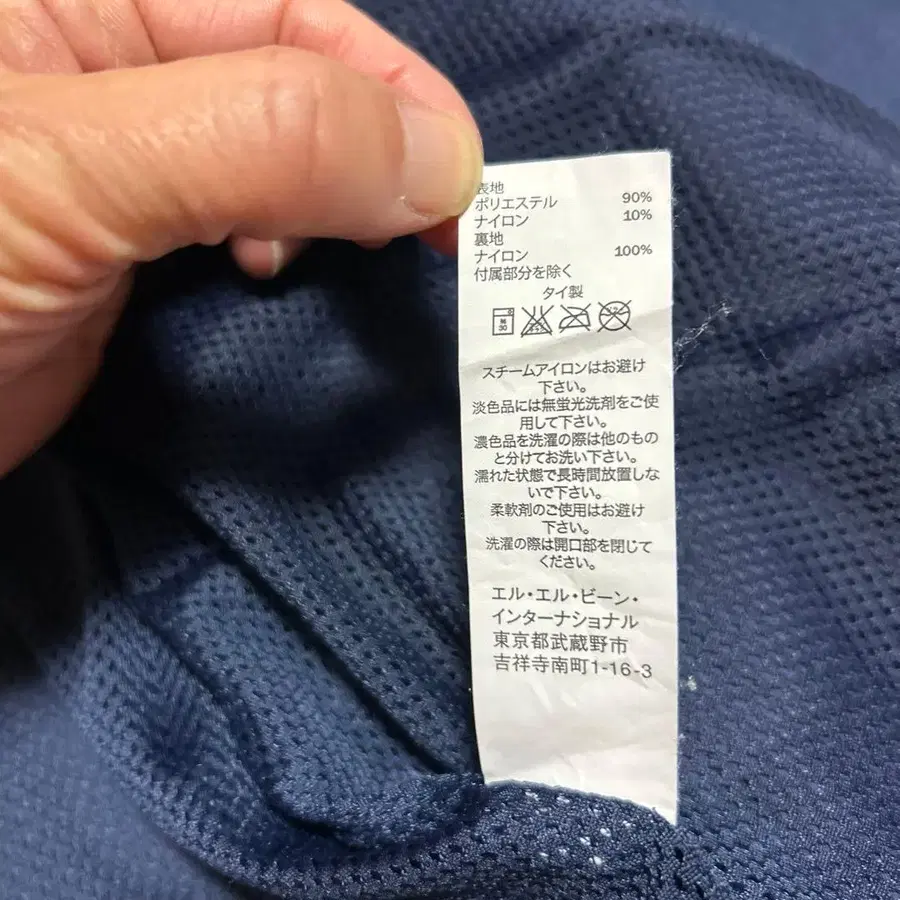 表地
ポリエステル 90%
ナイロン 10%
裏地
ナイロン 100%
付属部分を除く
タイ製
スチームアイロンはお避け
下さい。
淡色品には無蛍光洗剤をご使
用して下さい。
濃色品を洗濯の際は他のもの
と分けてお洗い下さい。
濡れた状態で長時間放置しな
いで下さい。
柔軟剤のご使用はお避け
下さい。
洗濯の際は開口部を閉じて
ください。
エル・エル・ビーン・
インターナショナル
東京都武蔵野市
吉祥寺南町1-16-3